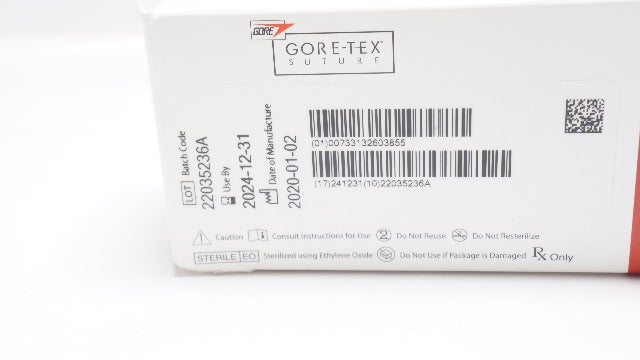 GORE
GORE-TEX®
SUTURE
LOT Batch Code
22035236A
Use By
2024-12-31
Date of Manufacture
2020-01-02
(01)00733132603855
(17)241231(10)22035236A
Caution Consult Instructions for Use 2 Do Not Reuse Do Not Resterilize
STERILE EO Sterilized using Ethylene Oxide Do Not Use if Package is Damaged Rx Only